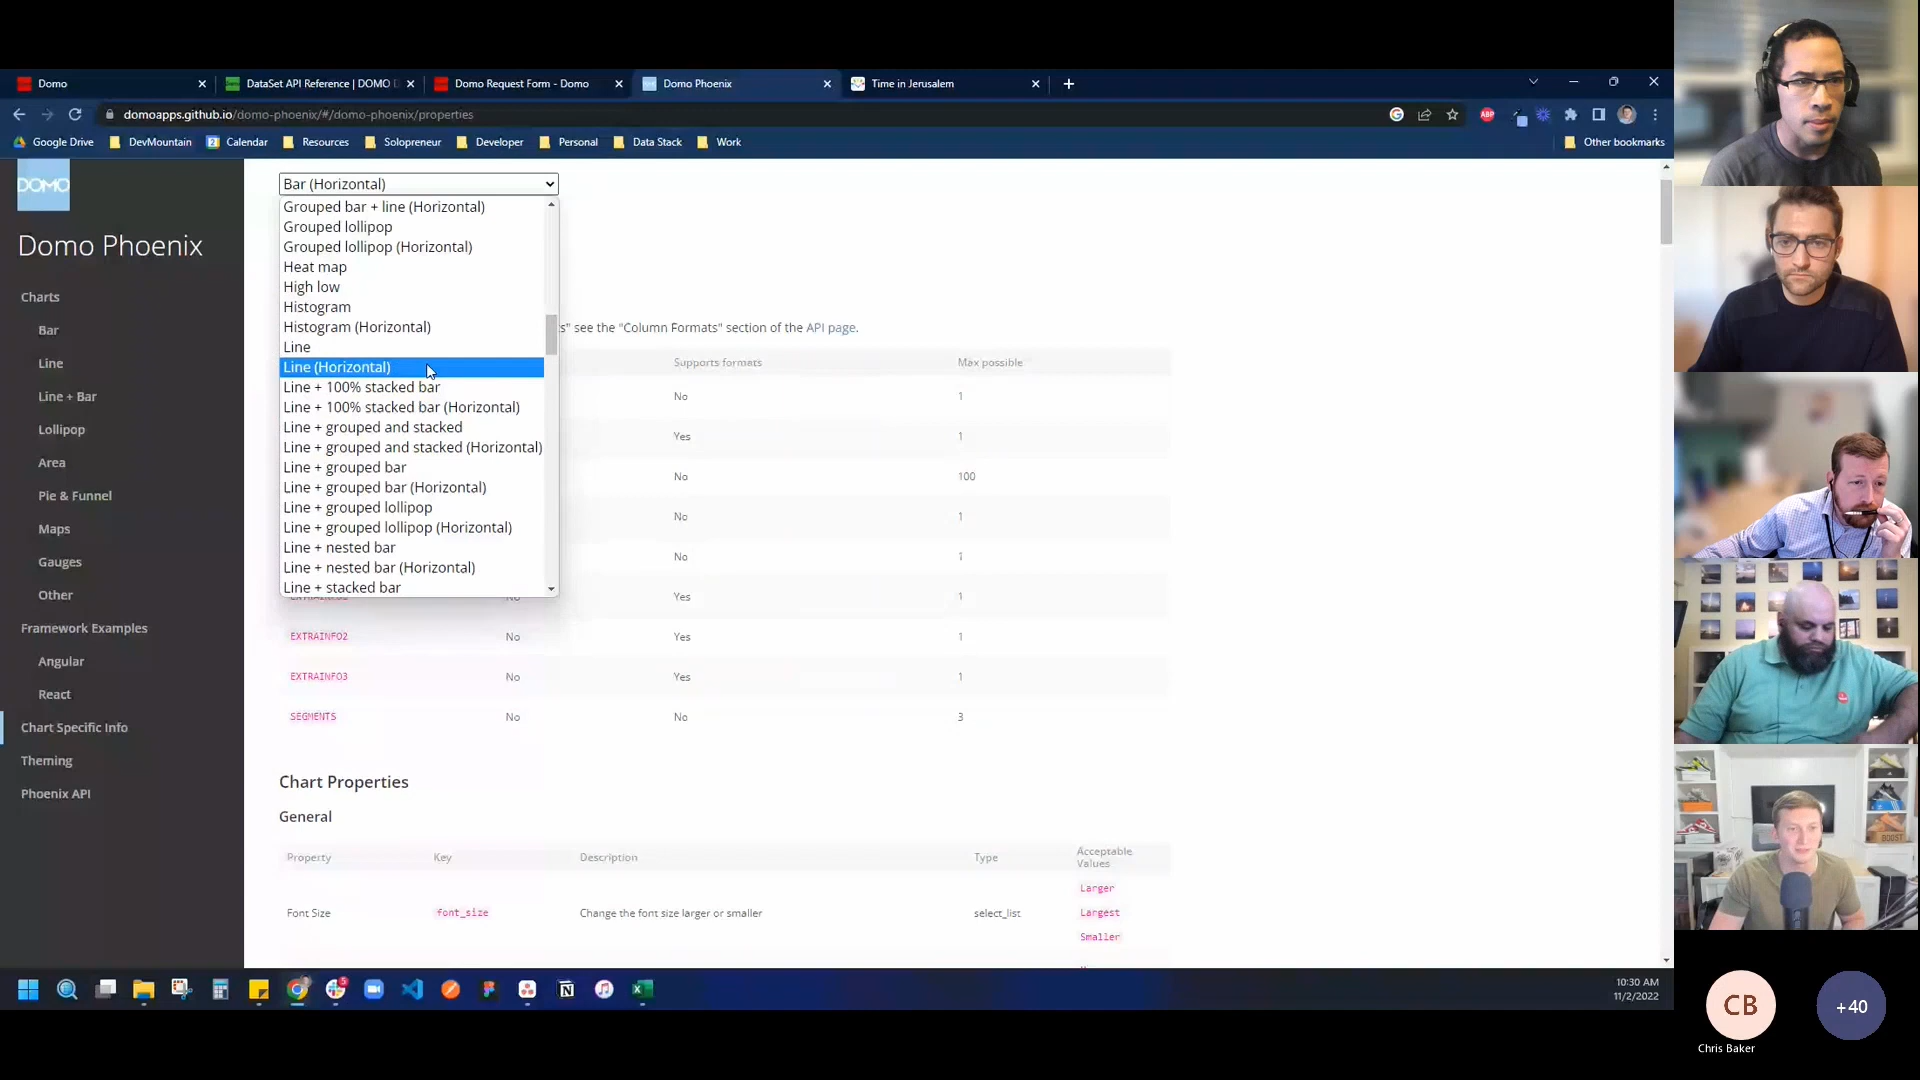 Domo
DataSet API Reference | DOMO D
Domo Request Form - Domo
Domo Phoenix
Time in Jerusalem
domoapps.github.io/domo-phoenix/#/domo-phoenix/properties
ABP
Google Drive
DevMountain
Calendar
Resources
Solopreneur
Developer
Personal
Data Stack
Work
Other bookmarks
DOMO
Domo Phoenix
Charts
Bar
Line
Line + Bar
Lollipop
Area
Pie & Funnel
Maps
Gauges
Other
Framework Examples
Angular
React
Chart Specific Info
Theming
Phoenix API
Bar (Horizontal)
Grouped bar + line (Horizontal)
Grouped lollipop
Grouped lollipop (Horizontal)
Heat map
High low
Histogram
Histogram (Horizontal)
Line
Line (Horizontal)
Line + 100% stacked bar
Line + 100% stacked bar (Horizontal)
Line + grouped and stacked
Line + grouped and stacked (Horizontal)
Line + grouped bar
Line + grouped bar (Horizontal)
Line + grouped lollipop
Line + grouped lollipop (Horizontal)
Line + nested bar
Line + nested bar (Horizontal)
Line + stacked bar
see the "Column Formats" section of the API page.
Supports formats Max possible
No 1
Yes 1
No 100
No 1
No 1
Yes 1
EXTRAINFO2 No Yes 1
EXTRAINFO3 No Yes 1
SEGMENTS No No 3
Chart Properties
General
Property Key Description Type Acceptable Values
Font Size font_size Change the font size larger or smaller select_list
Larger
Largest
Smaller
10:30 AM
11/2/2022
BOOST
CB
Chris Baker
+40